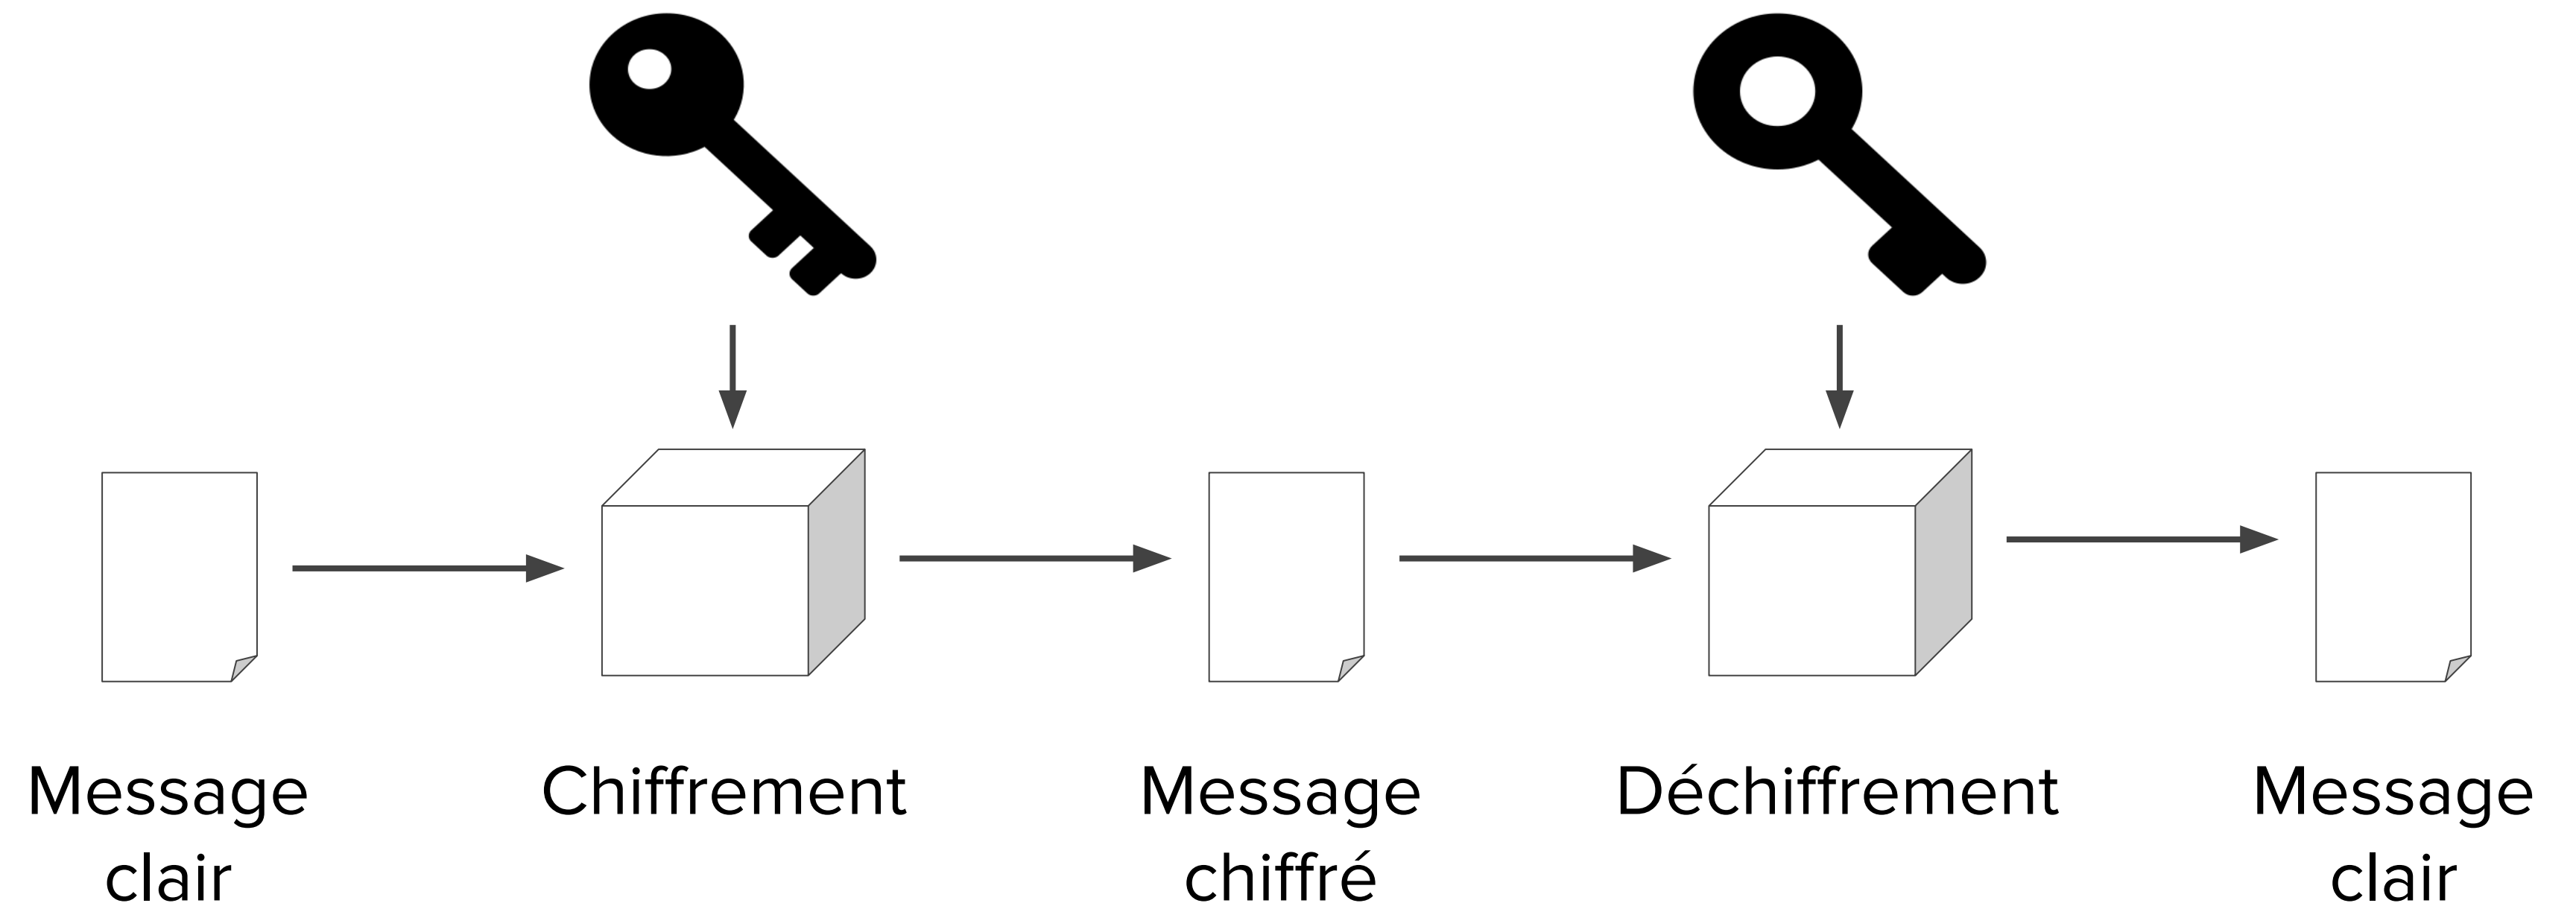 Message
clair
Chiffrement
Message
chiffré
Déchiffrement
Message
clair